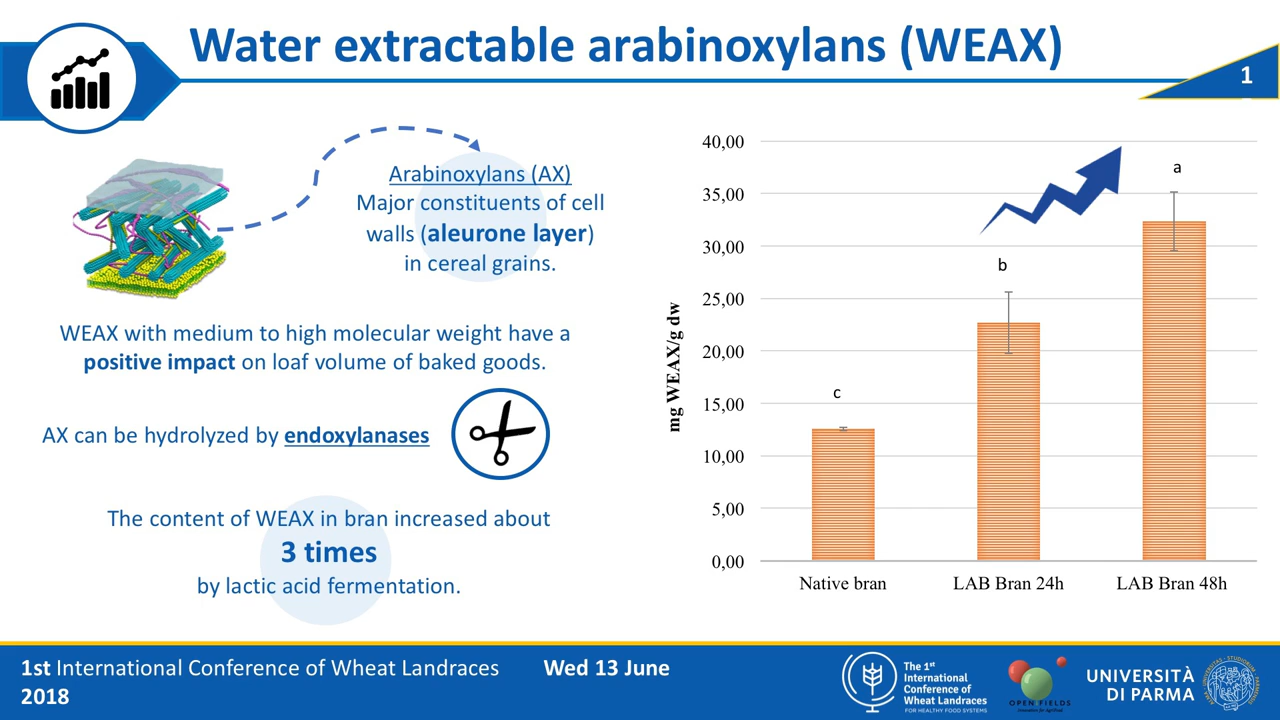 Water extractable arabinoxylans (WEAX)
1
Arabinoxylans (AX)
Major constituents of cell
walls (aleurone layer)
in cereal grains.
WEAX with medium to high molecular weight have a
positive impact on loaf volume of baked goods.
AX can be hydrolyzed by endoxylanases
The content of WEAX in bran increased about
3 times
by lactic acid fermentation.
mg WEAX/g dw
40,00
35,00
30,00
25,00
20,00
15,00
10,00
5,00
0,00
c
b
a
Native bran
LAB Bran 24h
LAB Bran 48h
1st International Conference of Wheat Landraces Wed 13 June
2018
The 1st
International
Conference of
Wheat Landraces
FOR HEALTHY FOOD SYSTEMS
OPEN FIELDS
UNIVERSITÀ
DI PARMA